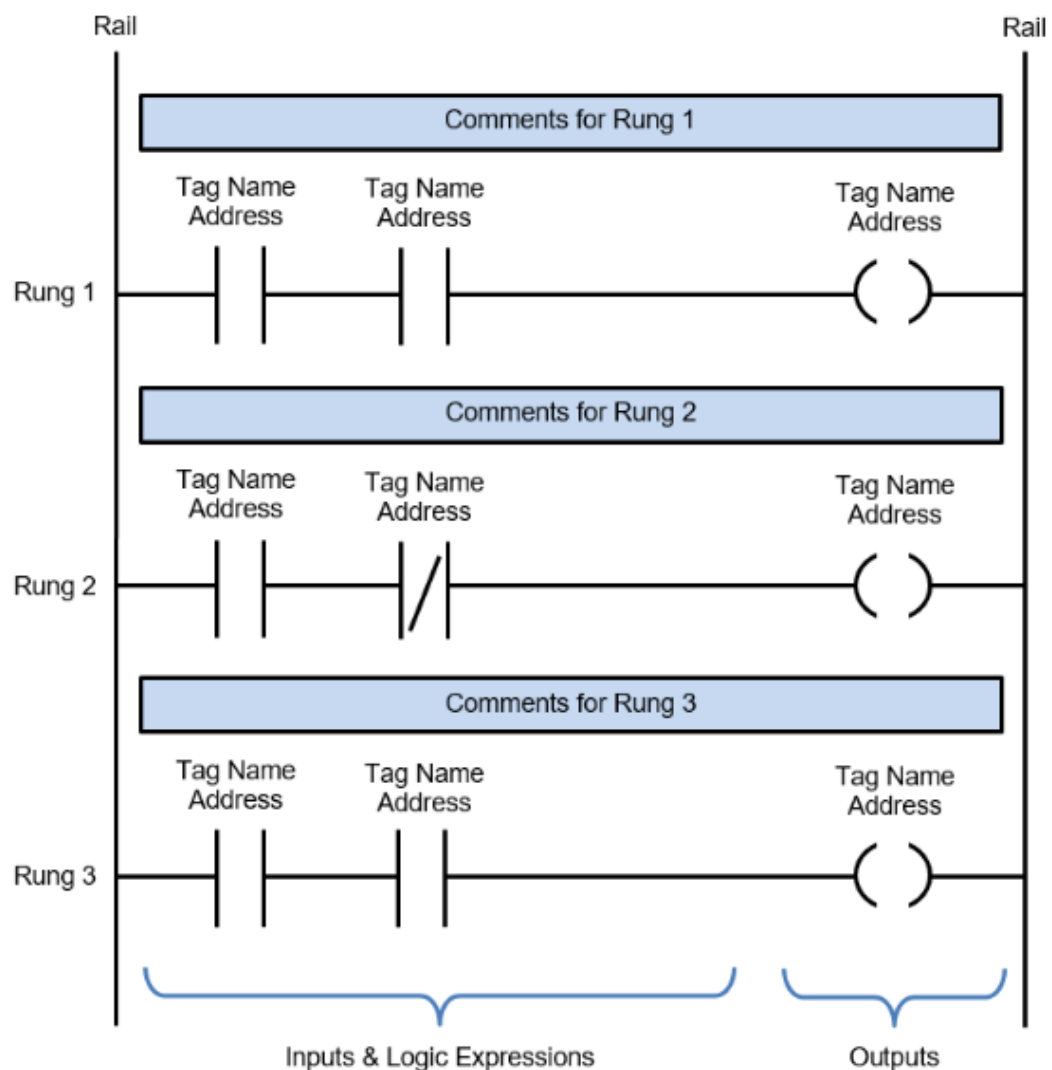 Rail
Rail
Comments for Rung 1
Tag Name
Address
Tag Name
Address
Tag Name
Address
Rung 1
Comments for Rung 2
Tag Name
Address
Tag Name
Address
Tag Name
Address
Rung 2
Comments for Rung 3
Tag Name
Address
Tag Name
Address
Tag Name
Address
Rung 3
Inputs & Logic Expressions
Outputs